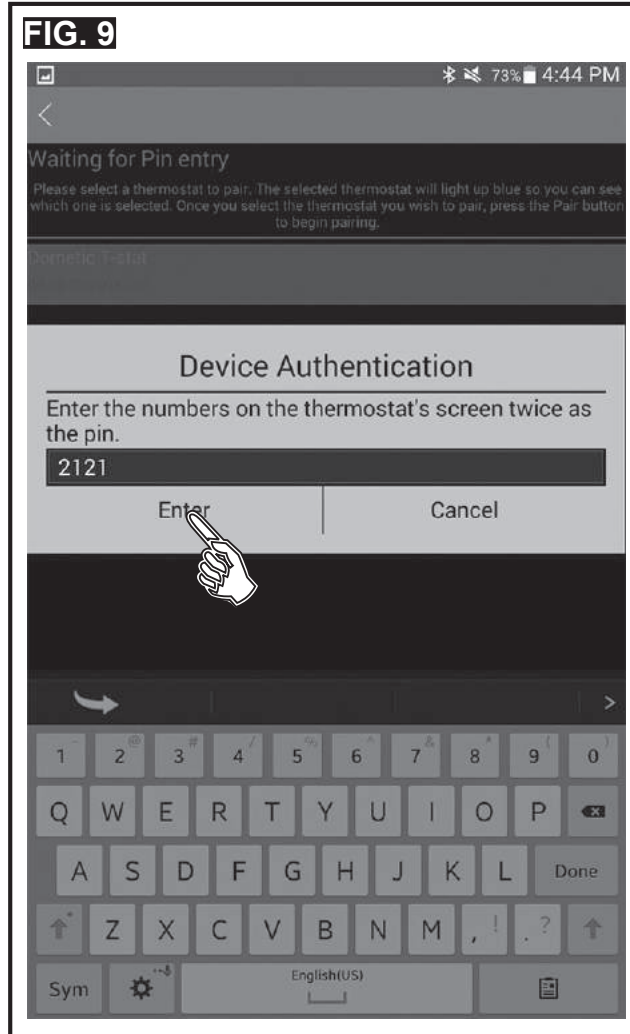 FIG. 9
73% 4:44 PM
<
Waiting for Pin entry
Please select a thermostat to pair. The selected thermostat will light up blue so you can see
which one is selected. Once you select the thermostat you wish to pair, press the Pair button
to begin pairing.
Dometic T-stat
Device Authentication
Enter the numbers on the thermostat's screen twice as
the pin.
2121
Enter Cancel
>
1 2 @ 3 # 4 / 5 % 6 ^ 7 & 8 * 9 ( 0 )
Q W E R T Y U I O P
A S D F G H J K L Done
Z X C V B N M , ! . ?
Sym English(US)